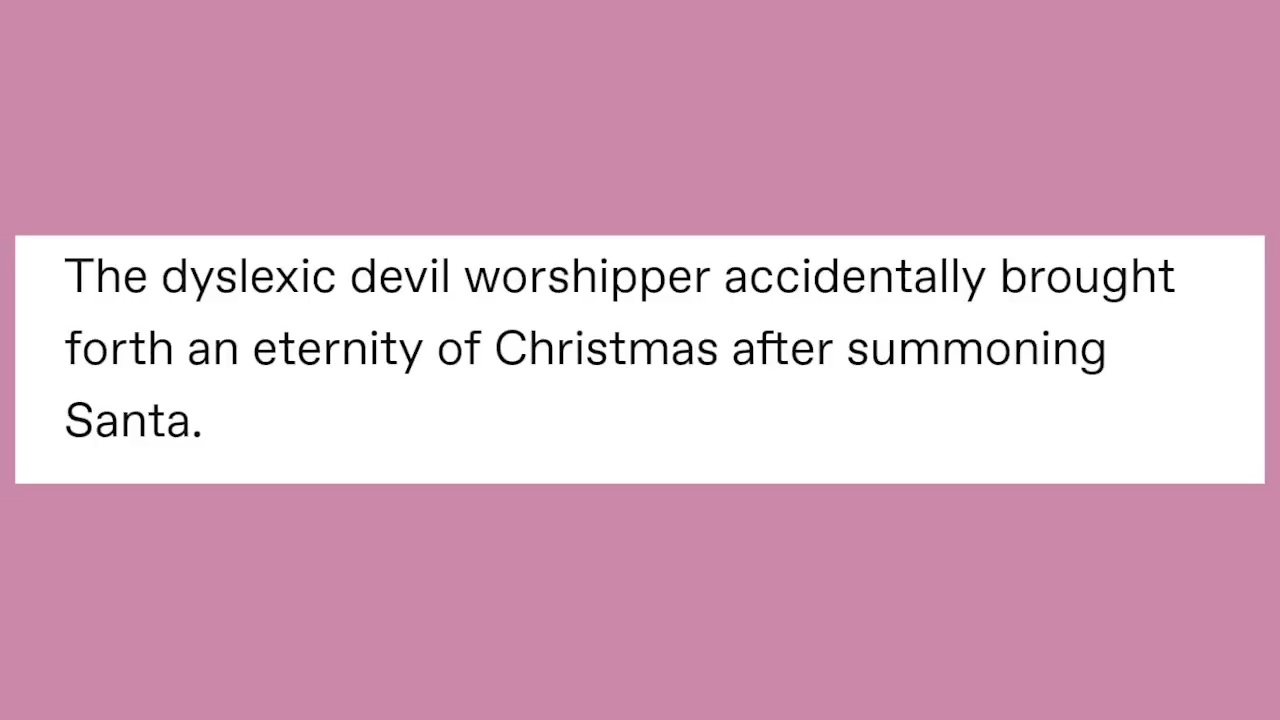 The dyslexic devil worshipper accidentally brought
forth an eternity of Christmas after summoning
Santa.